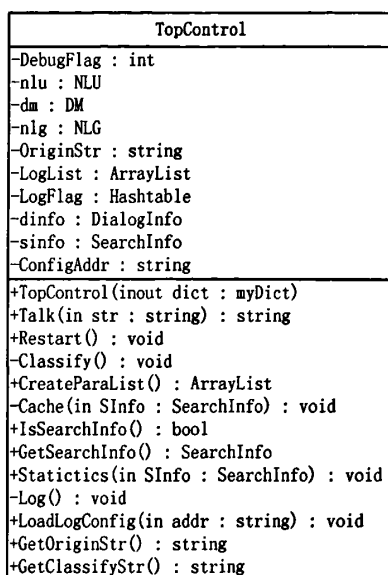 TopControl
-DebugFlag : int
-nlu : NLU
-dm : DM
-nlg : NLG
-OriginStr : string
-LogList : ArrayList
-LogFlag : Hashtable
-dinfo : DialogInfo
-sinfo : SearchInfo
-ConfigAddr : string
+TopControl(inout dict : myDict)
+Talk(in str : string) : string
+Restart() : void
-Classify() : void
+CreateParaList() : ArrayList
-Cache(in SInfo : SearchInfo) : void
+IsSearchInfo() : bool
+GetSearchInfo() : SearchInfo
+Statictics(in SInfo : SearchInfo) : void
-Log() : void
+LoadLogConfig(in addr : string) : void
+GetOriginStr() : string
+GetClassifyStr() : string